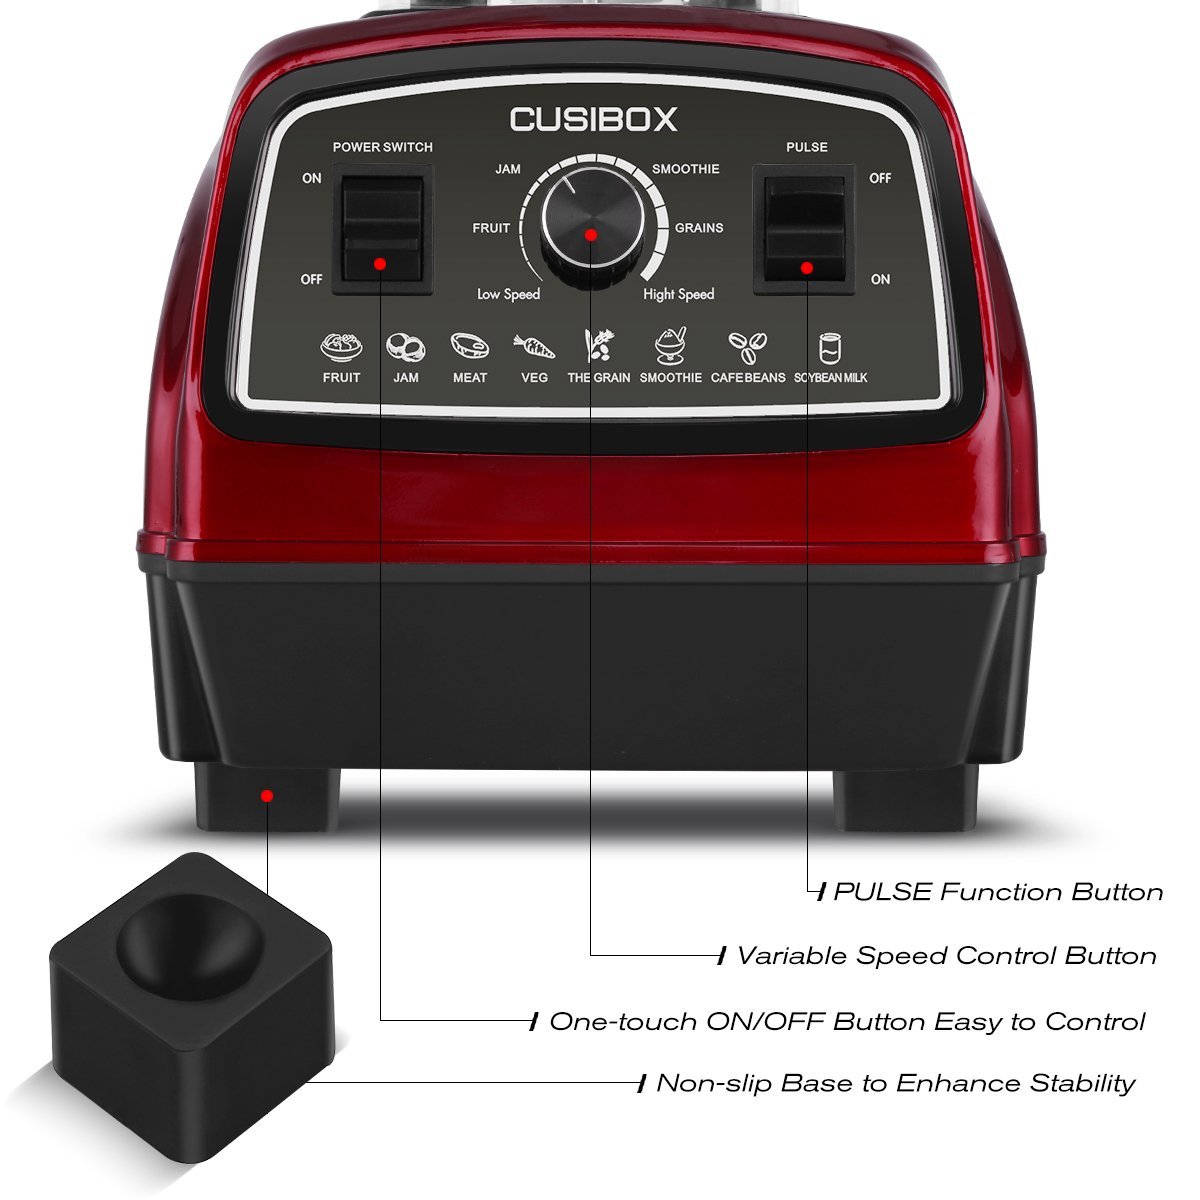 CUSIBOX
POWER SWITCH
PULSE
ON
JAM
SMOOTHIE
OFF
FRUIT
GRAINS
OFF
Low Speed
Hight Speed
ON
FRUIT JAM MEAT VEG THE GRAIN SMOOTHIE CAFE BEANS SOYBEAN MILK
PULSE Function Button
Variable Speed Control Button
One-touch ON/OFF Button Easy to Control
Non-slip Base to Enhance Stability